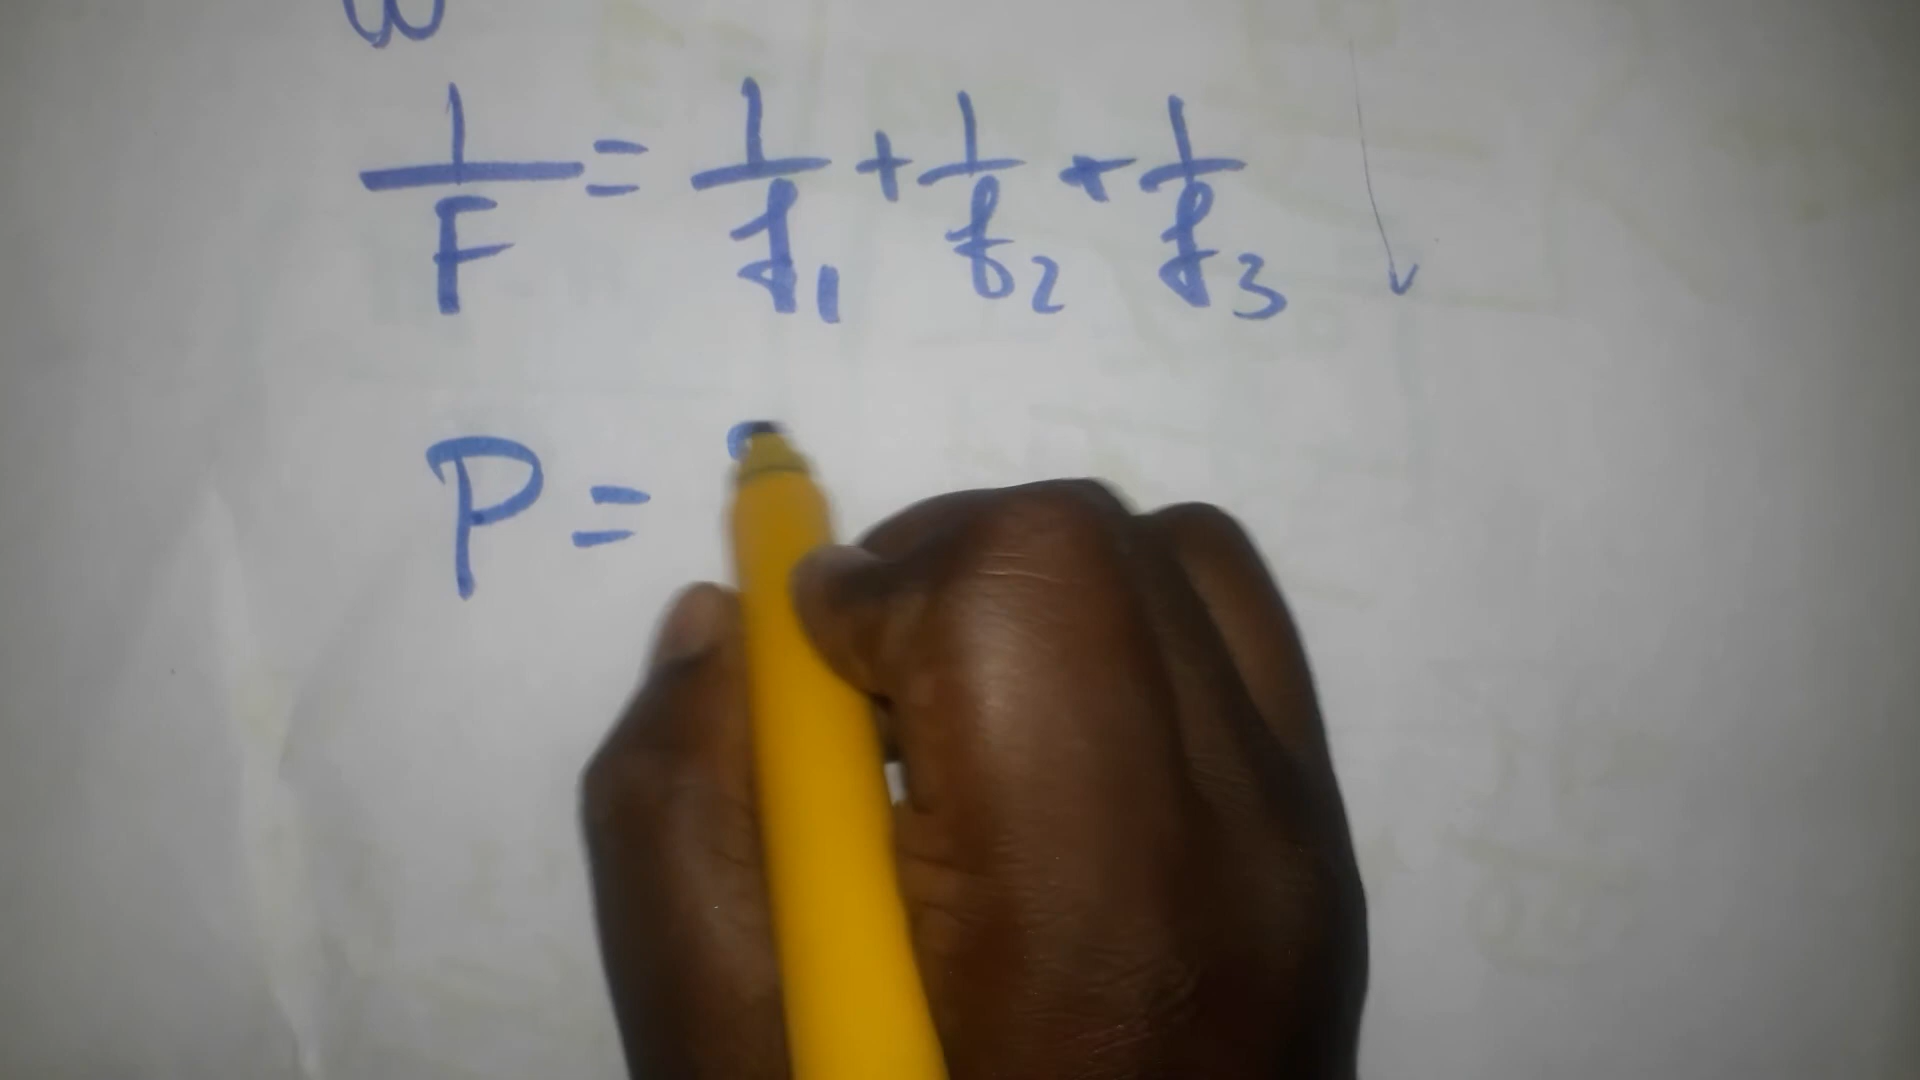 1/F = 1/f₁ + 1/f₂ + 1/f₃
P =